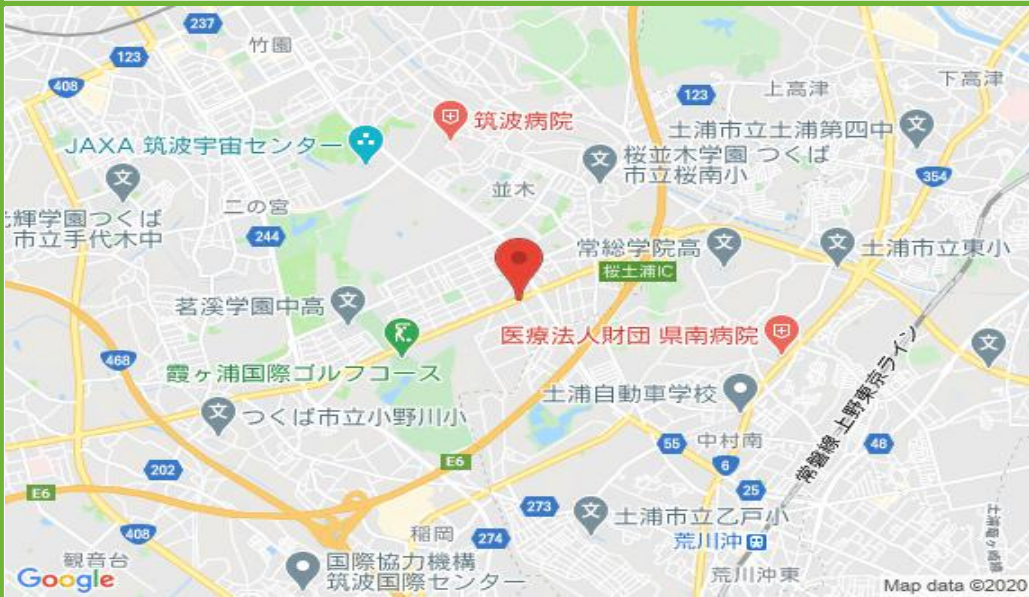 237
竹園
123
408
上高津
下高津
123
筑波病院
土浦市立土浦第四中
JAXA 筑波宇宙センター
桜並木学園 つくば
市立桜南小
354
並木
輝学園つくば
市立手代木中
二の宮
244
常総学院高
土浦市立東小
桜土浦IC
茗溪学園中高
医療法人財団 県南病院
468
霞ヶ浦国際ゴルフコース
土浦自動車学校
常磐線 上野東京ライン
つくば市立小野川小
55
中村南
48
6
E6
202
25
E6
273
土浦市立乙戸小
408
稲岡
274
荒川沖
観音台
国際協力機構
筑波国際センター
荒川沖東
Google
Map data ©2020